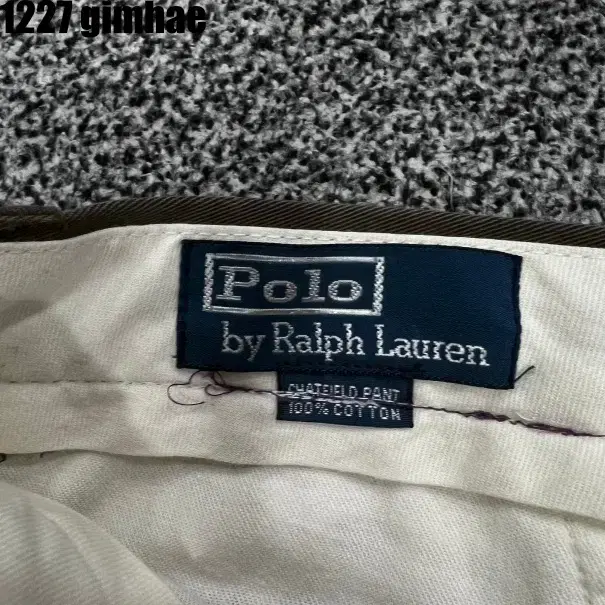 1227 gimhae
Polo
by Ralph Lauren
CHATFIELD PANT
100% COTTON